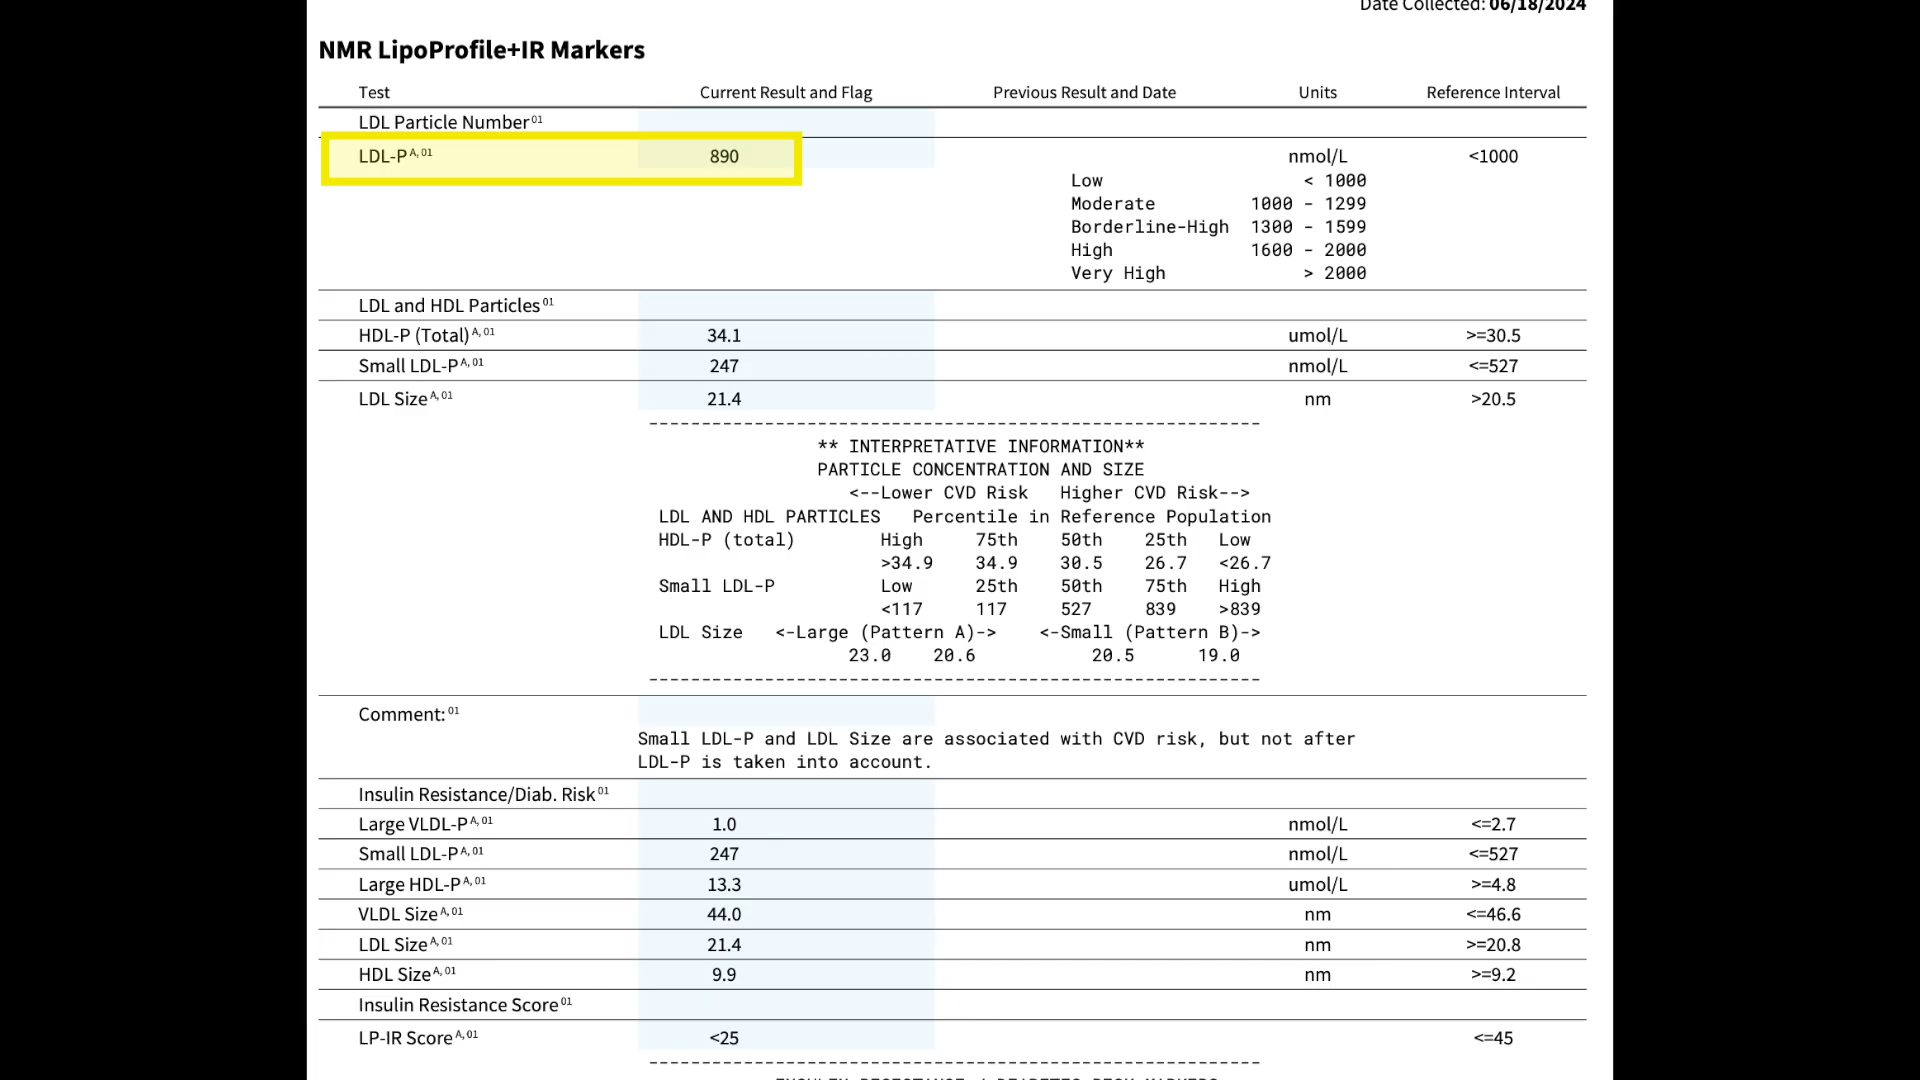 Date Collected: 06/18/2024
NMR LipoProfile+IR Markers
Test Current Result and Flag Previous Result and Date Units Reference Interval
LDL Particle Number 01
LDL-P A, 01 890 nmol/L <1000
Low < 1000
Moderate 1000 - 1299
Borderline-High 1300 - 1599
High 1600 - 2000
Very High > 2000
LDL and HDL Particles 01
HDL-P (Total) A, 01 34.1 umol/L >=30.5
Small LDL-P A, 01 247 nmol/L <=527
LDL Size A, 01 21.4 nm >20.5
----------------------------------------------------------
** INTERPRETATIVE INFORMATION**
PARTICLE CONCENTRATION AND SIZE
<--Lower CVD Risk Higher CVD Risk-->
LDL AND HDL PARTICLES Percentile in Reference Population
HDL-P (total) High 75th 50th 25th Low
>34.9 34.9 30.5 26.7 <26.7
Small LDL-P Low 25th 50th 75th High
<117 117 527 839 >839
LDL Size <-Large (Pattern A)-> <-Small (Pattern B)->
23.0 20.6 20.5 19.0
----------------------------------------------------------
Comment: 01
Small LDL-P and LDL Size are associated with CVD risk, but not after
LDL-P is taken into account.
Insulin Resistance/Diab. Risk 01
Large VLDL-P A, 01 1.0 nmol/L <=2.7
Small LDL-P A, 01 247 nmol/L <=527
Large HDL-P A, 01 13.3 umol/L >=4.8
VLDL Size A, 01 44.0 nm <=46.6
LDL Size A, 01 21.4 nm >=20.8
HDL Size A, 01 9.9 nm >=9.2
Insulin Resistance Score 01
LP-IR Score A, 01 <25 <=45
----------------------------------------------------------